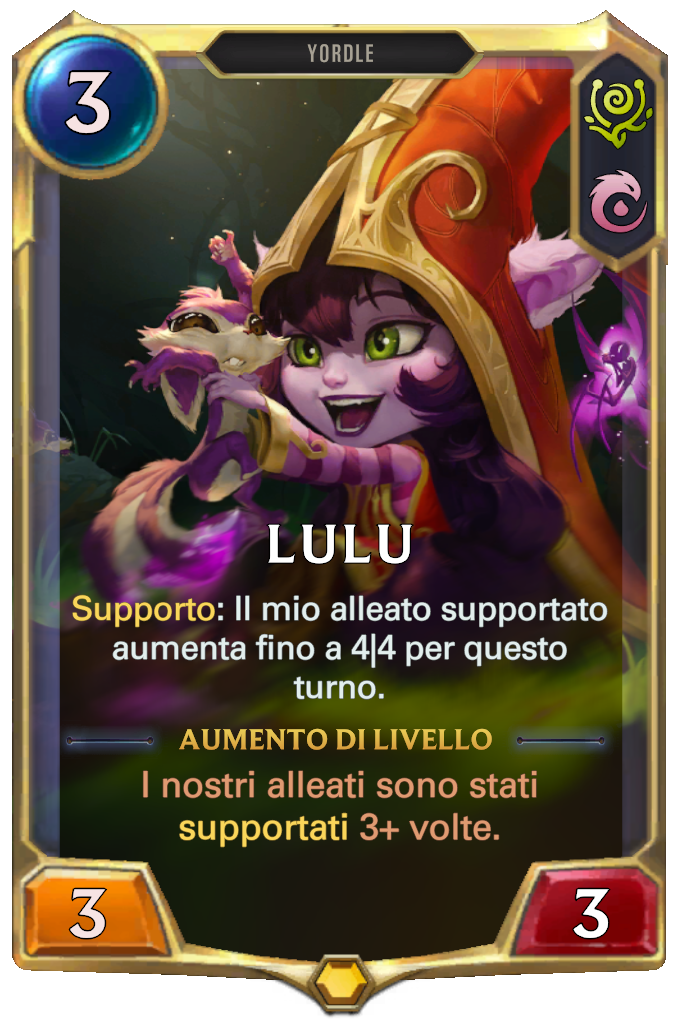 3
YORDLE
LULU
Supporto: Il mio alleato supportato
aumenta fino a 4|4 per questo
turno.
AUMENTO DI LIVELLO
I nostri alleati sono stati
supportati 3+ volte.
3
3